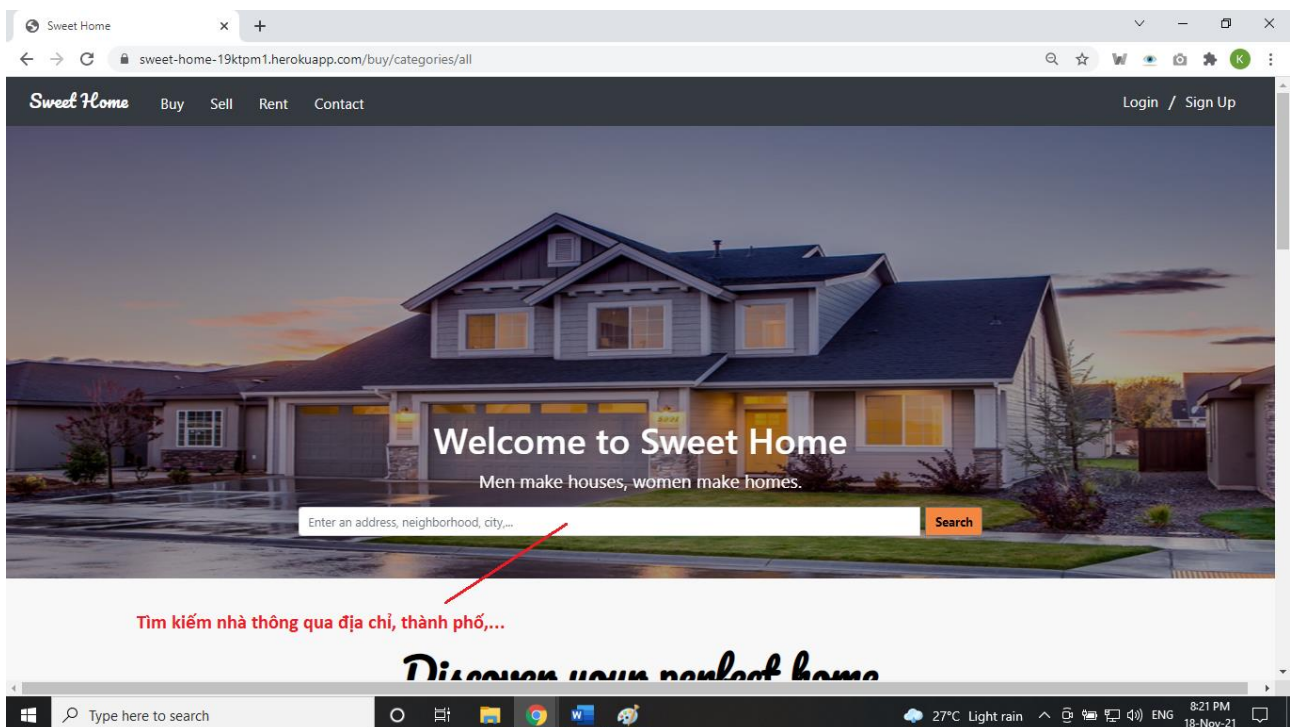 Sweet Home
sweet-home-19ktpm1.herokuapp.com/buy/categories/all
K
Sweet Home Buy Sell Rent Contact Login / Sign Up
Welcome to Sweet Home
Men make houses, women make homes.
Enter an address, neighborhood, city,... Search
Tìm kiếm nhà thông qua địa chỉ, thành phố,...
Discover your perfect home
Type here to search 27°C Light rain ENG 8:21 PM
18-Nov-21